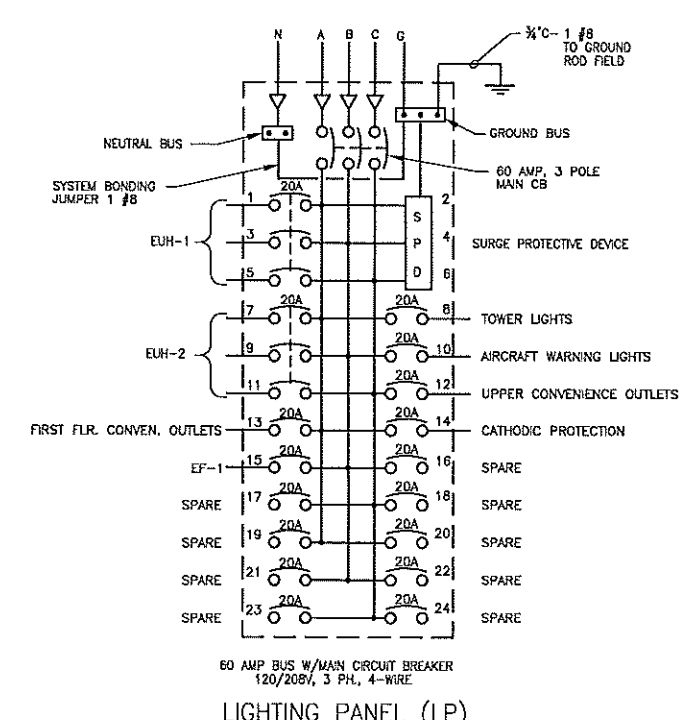 N A B C G
¾"C- 1 #8
TO GROUND
ROD FIELD
NEUTRAL BUS
GROUND BUS
60 AMP, 3 POLE
MAIN CB
SYSTEM BONDING
JUMPER 1 #8
1 20A S 2
EUH-1 3 P 4 SURGE PROTECTIVE DEVICE
5 D 6
7 20A 20A 8 TOWER LIGHTS
EUH-2 9 20A 10 AIRCRAFT WARNING LIGHTS
11 20A 12 UPPER CONVENIENCE OUTLETS
FIRST FLR. CONVEN. OUTLETS 13 20A 20A 14 CATHODIC PROTECTION
EF-1 15 20A 20A 16 SPARE
SPARE 17 20A 20A 18 SPARE
SPARE 19 20A 20A 20 SPARE
SPARE 21 20A 20A 22 SPARE
SPARE 23 20A 20A 24 SPARE
60 AMP BUS W/MAIN CIRCUIT BREAKER
120/208V, 3 PH., 4-WIRE
LIGHTING PANEL (LP)